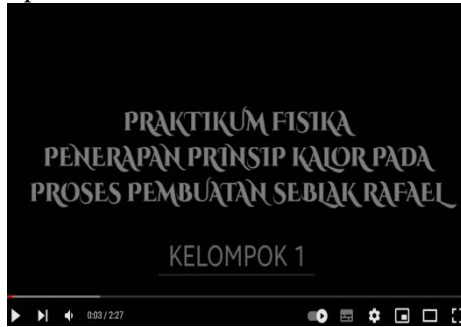 PRAKTIKUM FISIKA
PENERAPAN PRINSIP KALOR PADA
PROSES PEMBUATAN SEBLAK RAFAEL
KELOMPOK 1
0:03 / 2:27